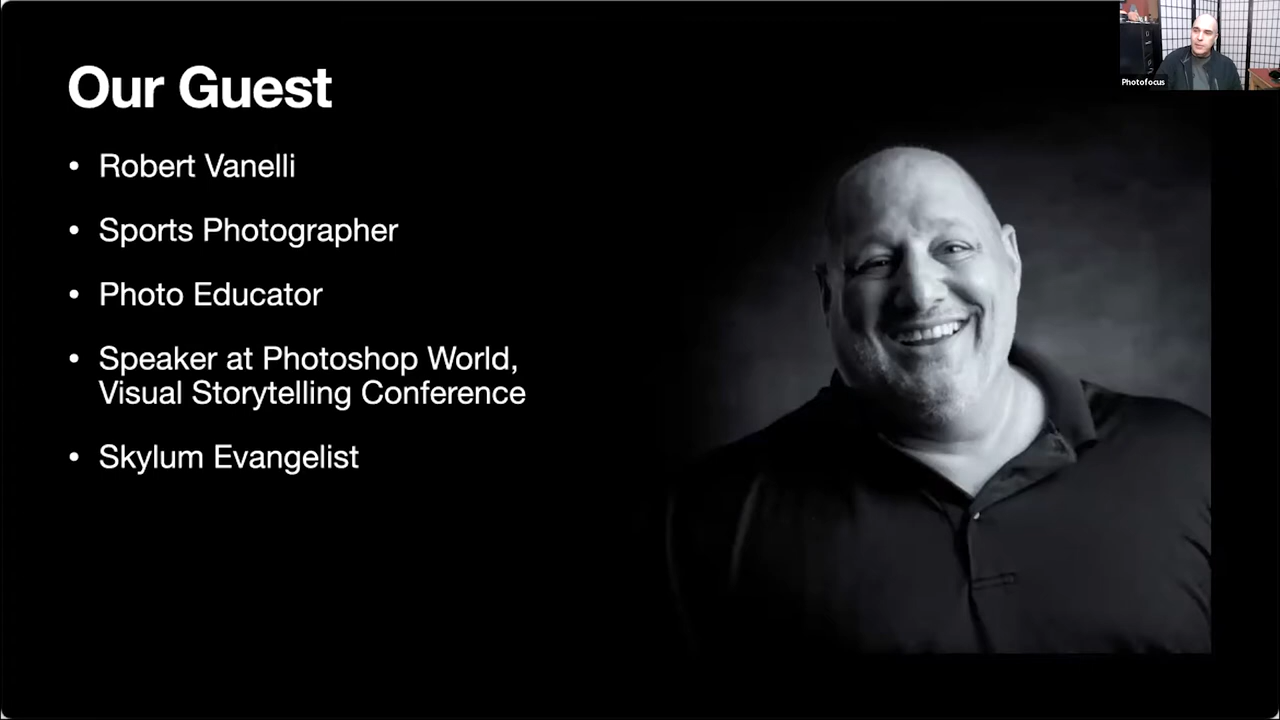 Our Guest
• Robert Vanelli
• Sports Photographer
• Photo Educator
• Speaker at Photoshop World,
Visual Storytelling Conference
• Skylum Evangelist
Photofocus